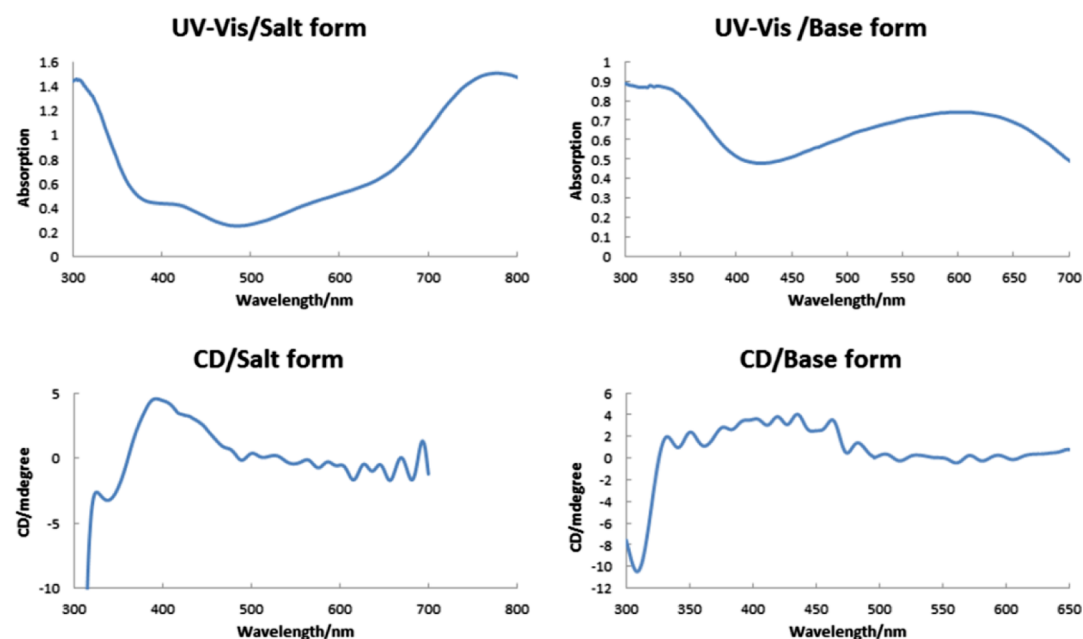 UV-Vis/Salt form
1.6
1.4
1.2
1
0.8
0.6
0.4
0.2
0
Absorption
300 400 500 600 700 800
Wavelength/nm
UV-Vis /Base form
1
0.9
0.8
0.7
0.6
0.5
0.4
0.3
0.2
0.1
0
Absorption
300 350 400 450 500 550 600 650 700
Wavelength/nm
CD/Salt form
5
0
-5
-10
CD/mdegree
300 400 500 600 700 800
Wavelength/nm
CD/Base form
6
4
2
0
-2
-4
-6
-8
-10
-12
CD/mdegree
300 350 400 450 500 550 600 650
Wavelength/nm